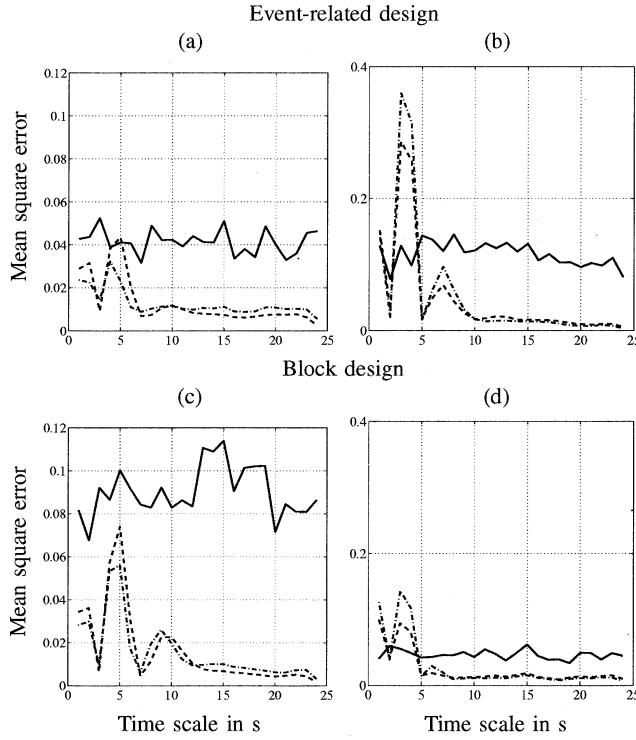 Event-related design
(a) (b)
0.12 0.4
0.1
0.08
0.06 0.2
0.04
0.02
0 0
0 5 10 15 20 25 0 5 10 15 20 25
Mean square error
Block design
(c) (d)
0.12 0.4
0.1
0.08
0.06 0.2
0.04
0.02
0 0
0 5 10 15 20 25 0 5 10 15 20 25
Mean square error
Time scale in s Time scale in s